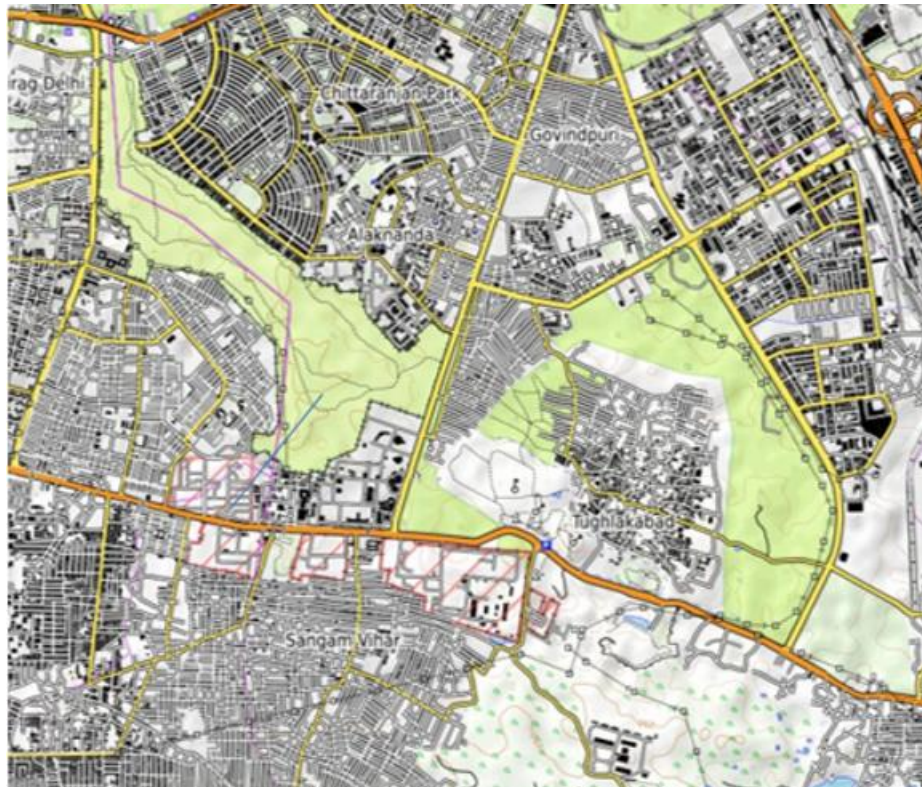 rag Delhi
Chittaranjan Park
Govindpuri
Alaknanda
Tughlakabad
Sangam Vihar